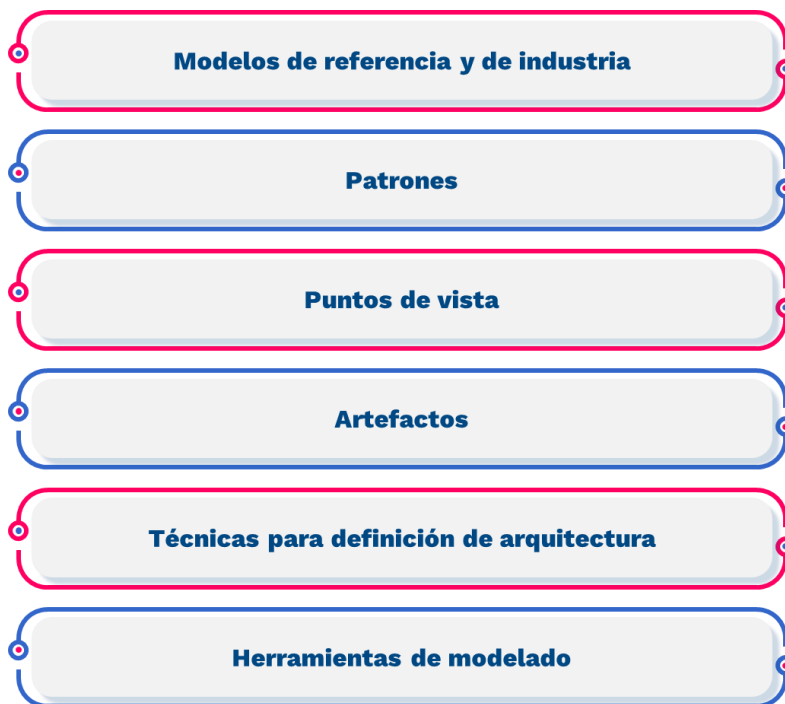 Modelos de referencia y de industria
Patrones
Puntos de vista
Artefactos
Técnicas para definición de arquitectura
Herramientas de modelado